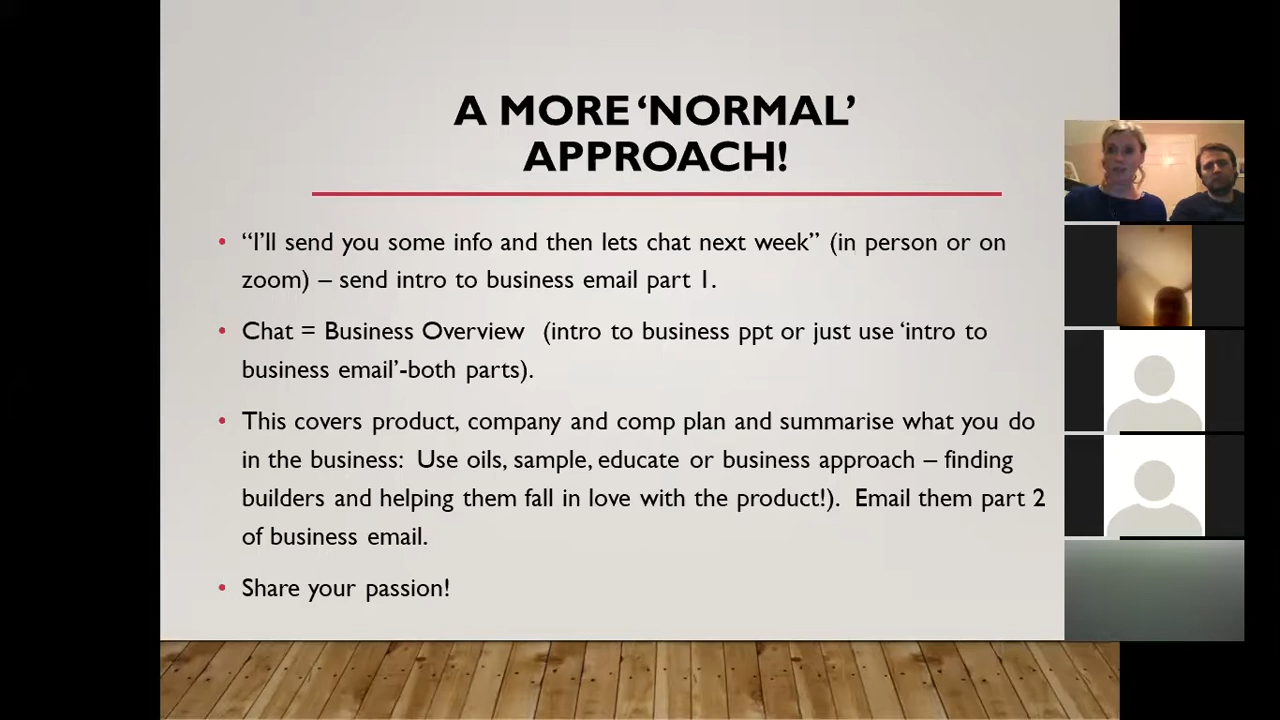 A MORE ‘NORMAL’
APPROACH!
• “I’ll send you some info and then lets chat next week” (in person or on
zoom) – send intro to business email part 1.
• Chat = Business Overview (intro to business ppt or just use ‘intro to
business email’-both parts).
• This covers product, company and comp plan and summarise what you do
in the business: Use oils, sample, educate or business approach – finding
builders and helping them fall in love with the product!). Email them part 2
of business email.
• Share your passion!